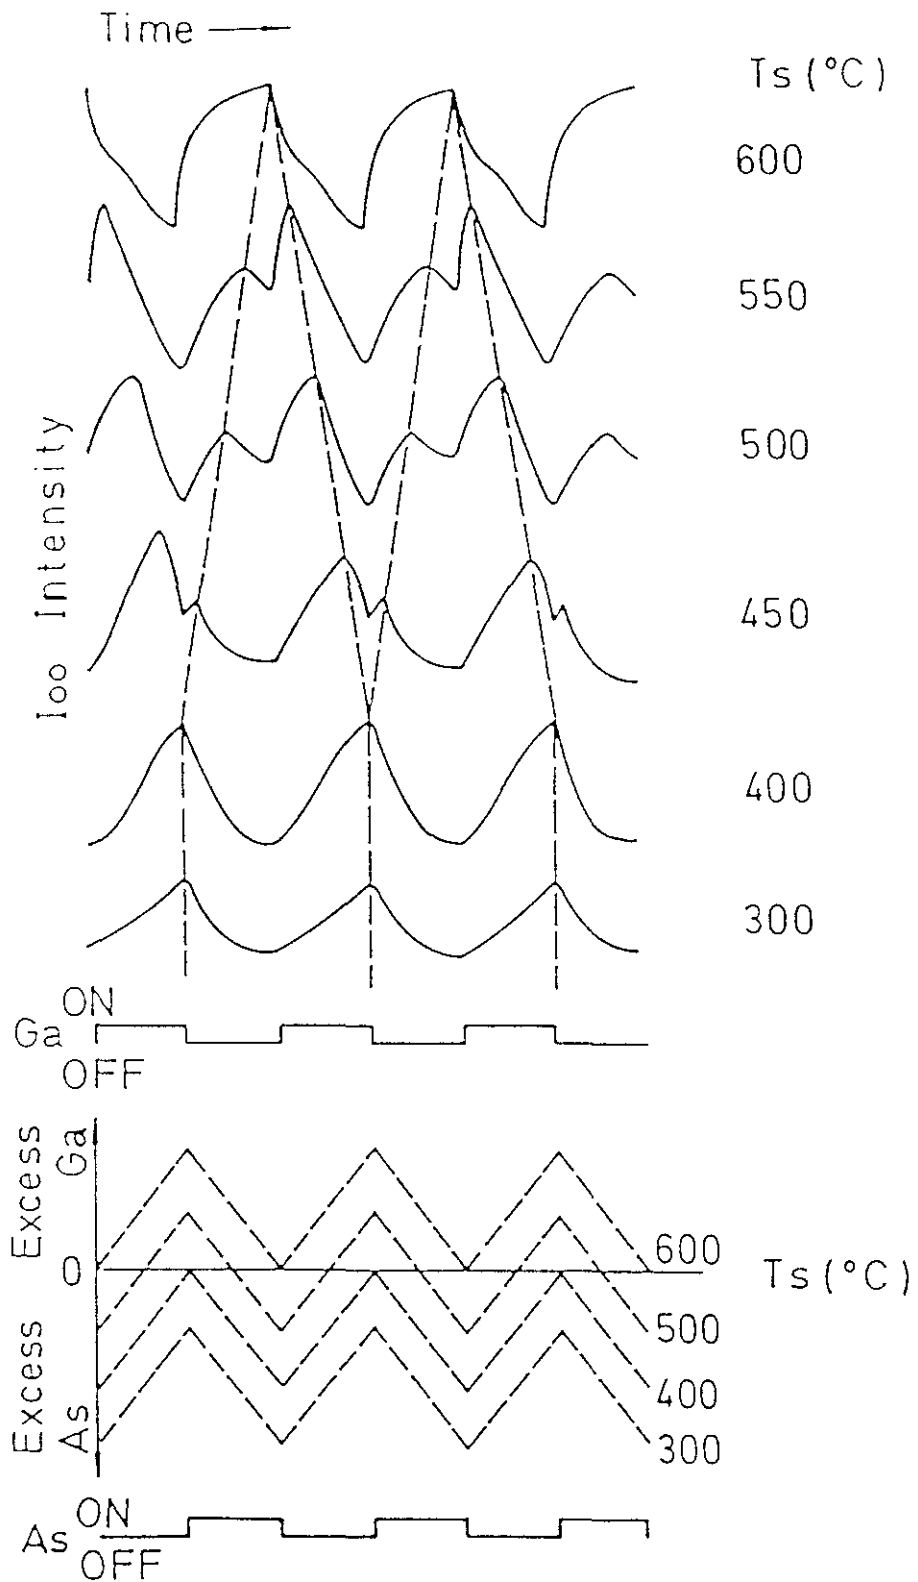 Time
Ts (°C)
600
550
500
450
400
300
Ioo Intensity
ON
Ga
OFF
Excess Ga
0
Excess As
600
500
400
300
Ts (°C)
ON
As
OFF